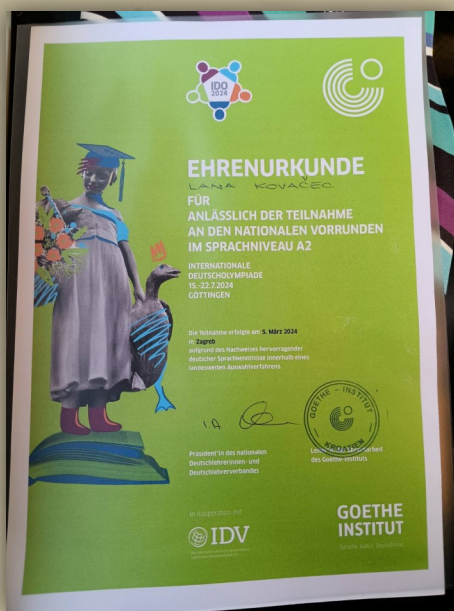 IDO
2024
EHRENURKUNDE
LANA KOVAČEC
FÜR
ANLÄSSLICH DER TEILNAHME
AN DEN NATIONALEN VORRUNDEN
IM SPRACHNIVEAU A2
INTERNATIONALE
DEUTSCHOLYMPIADE
15.-22.7.2024
GÖTTINGEN
Die Teilnahme erfolgte am 5. März 2024
in Zagreb
aufgrund des Nachweises hervorragender
deutscher Sprachkenntnisse innerhalb eines
landesweiten Auswahlverfahrens.
GOETHE - INSTITUT
KROATIEN
Präsident*in des nationalen
Deutschlehrerinnen- und
Deutschlehrerverbandes
des Goethe-Instituts
In Kooperation mit
IDV
GOETHE
INSTITUT
Sprache. Kultur. Deutschland.